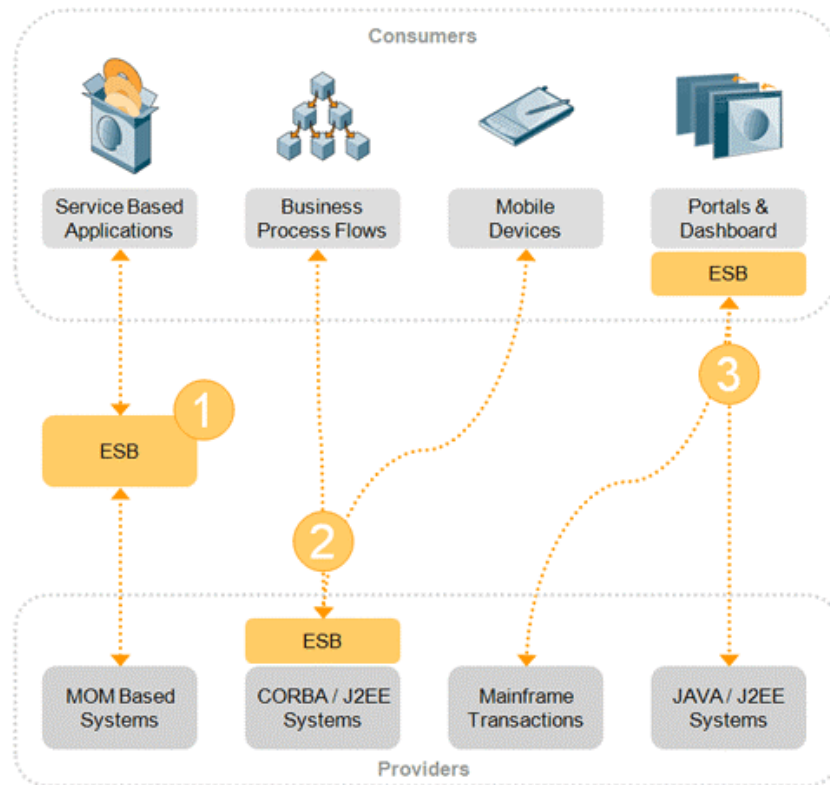 Consumers
Service Based
Applications
Business
Process Flows
Mobile
Devices
Portals &
Dashboard
ESB
1
ESB
2
3
ESB
MOM Based
Systems
CORBA / J2EE
Systems
Mainframe
Transactions
JAVA / J2EE
Systems
Providers